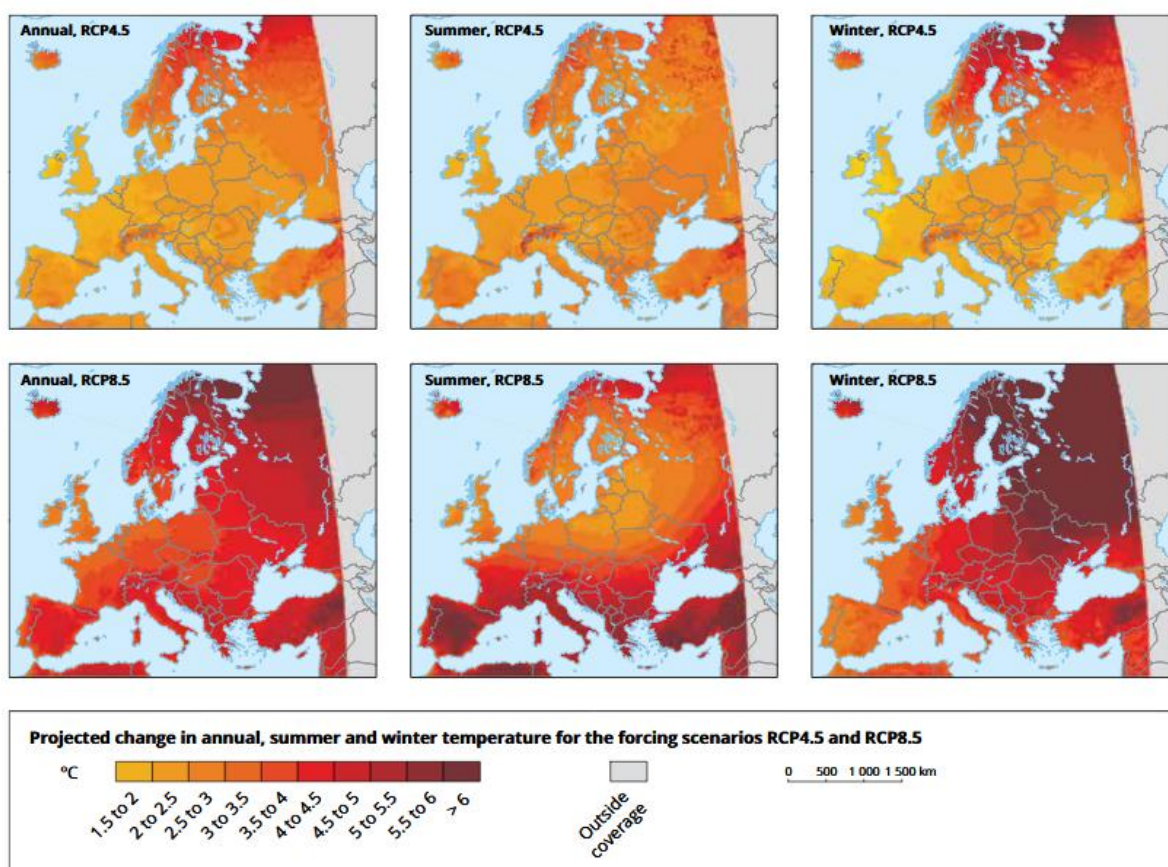 Annual, RCP4.5
Summer, RCP4.5
Winter, RCP4.5
Annual, RCP8.5
Summer, RCP8.5
Winter, RCP8.5
Projected change in annual, summer and winter temperature for the forcing scenarios RCP4.5 and RCP8.5
ºC
1.5 to 2
2 to 2.5
2.5 to 3
3 to 3.5
3.5 to 4
4 to 4.5
4.5 to 5
5 to 5.5
5.5 to 6
> 6
Outside
coverage
0 500 1 000 1 500 km